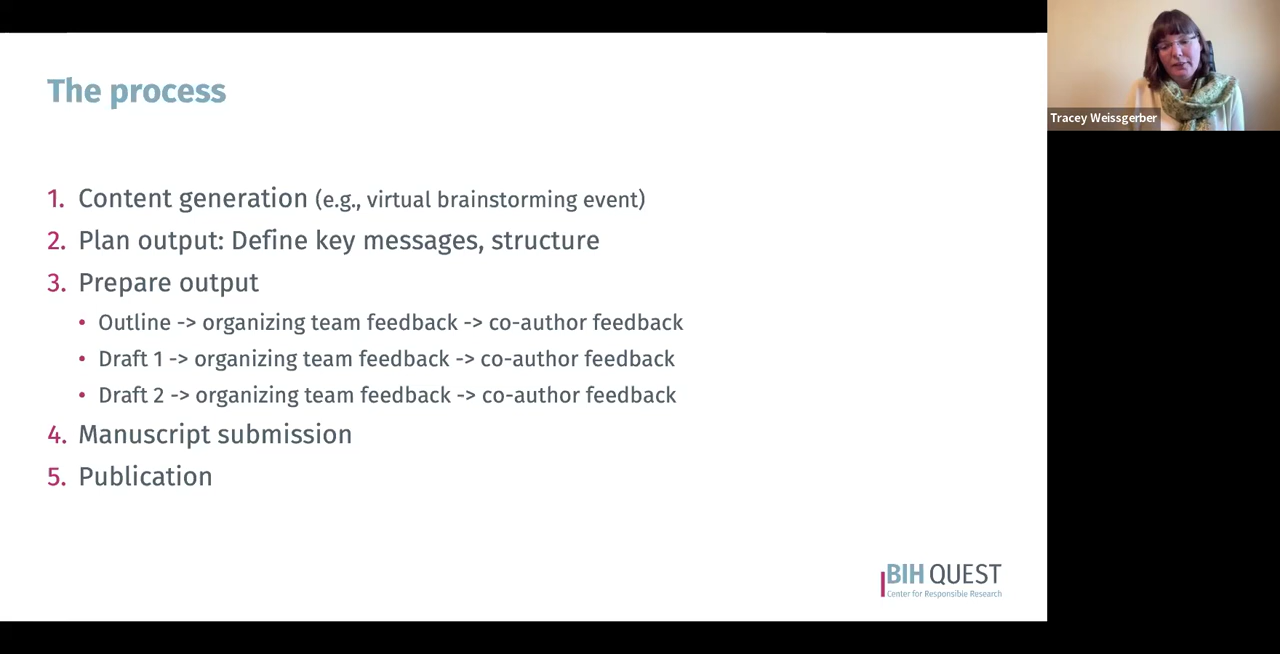 The process
Tracey Weissgerber
1. Content generation (e.g., virtual brainstorming event)
2. Plan output: Define key messages, structure
3. Prepare output
• Outline -> organizing team feedback -> co-author feedback
• Draft 1 -> organizing team feedback -> co-author feedback
• Draft 2 -> organizing team feedback -> co-author feedback
4. Manuscript submission
5. Publication
BIH QUEST
Center for Responsible Research